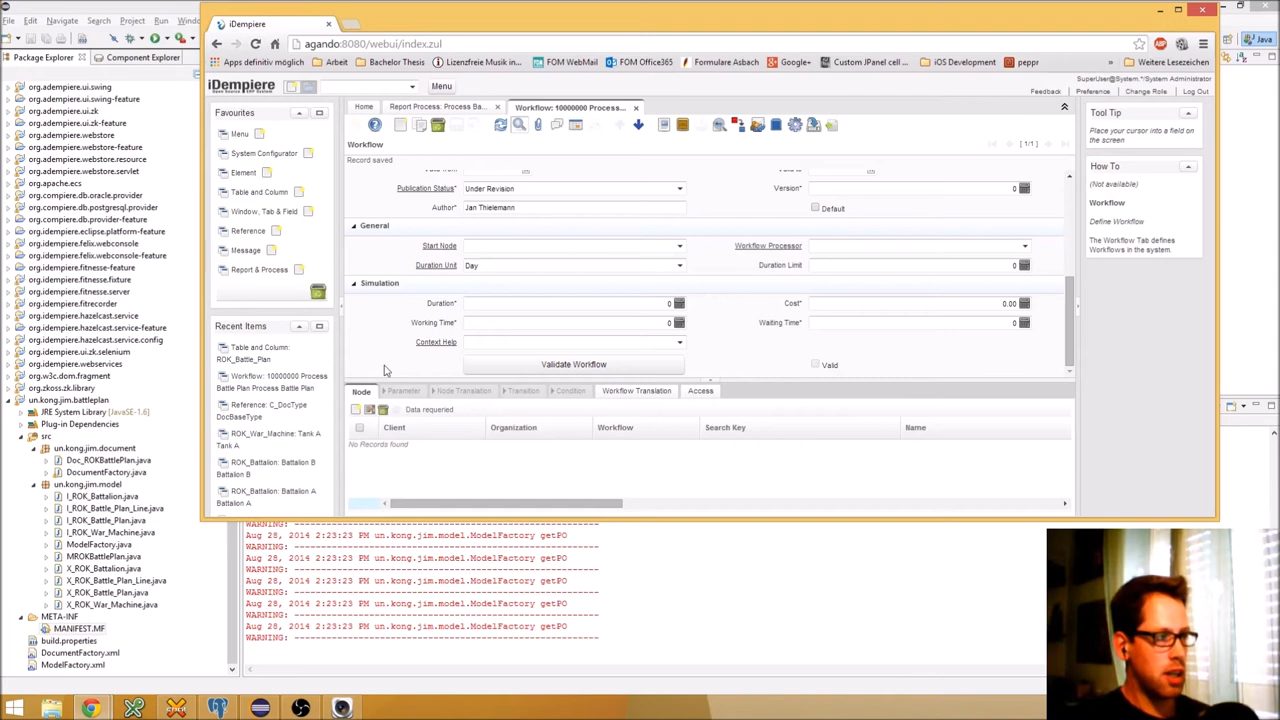 File Edit Navigate Search Project Run
Java
Package Explorer Component Explorer
org.adempiere.ui.swing
org.adempiere.ui.swing-feature
org.adempiere.ui.zk
org.adempiere.ui.zk-feature
org.adempiere.webstore
org.adempiere.webstore-feature
org.adempiere.webstore.resource
org.adempiere.webstore.servlet
org.apache.ecs
org.compiere.db.oracle.provider
org.compiere.db.postgresql.provider
org.compiere.db.provider-feature
org.idempiere.eclipse.platform-feature
org.idempiere.felix.webconsole
org.idempiere.felix.webconsole-feature
org.idempiere.fitnesse-feature
org.idempiere.fitnesse.fixture
org.idempiere.fitnesse.server
org.idempiere.fitrecorder
org.idempiere.hazelcast.service
org.idempiere.hazelcast.service-feature
org.idempiere.hazelcast.service.config
org.idempiere.ui.zk.selenium
org.idempiere.webservices
org.w3c.dom.fragment
org.zkoss.zk.library
un.kong.jim.battleplan
JRE System Library [JavaSE-1.6]
Plug-in Dependencies
src
un.kong.jim.document
Doc_ROKBattlePlan.java
DocumentFactory.java
un.kong.jim.model
I_ROK_Battalion.java
I_ROK_Battle_Plan_Line.java
I_ROK_Battle_Plan.java
I_ROK_War_Machine.java
ModelFactory.java
MROKBattlePlan.java
X_ROK_Battalion.java
X_ROK_Battle_Plan_Line.java
X_ROK_Battle_Plan.java
X_ROK_War_Machine.java
META-INF
MANIFEST.MF
build.properties
DocumentFactory.xml
ModelFactory.xml
iDempiere
agando:8080/webui/index.zul
Apps definitiv möglich Arbeit Bachelor Thesis Lizenzfreie Musik in... TNT WebMail FOM Office365 Formulare Asbach Google+ Custom JPanel cell ... iOS Development peppr Weitere Lesezeichen
iDempiere Menu
SuperUser@System.*/System Administrator
Feedback Preference Change Role Log Out
Favourites
Menu
System Configurator
Element
Table and Column
Window, Tab & Field
Reference
Message
Report & Process
Recent Items
Table and Column:
ROK_Battle_Plan
Workflow: 10000000 Process
Battle Plan Process Battle Plan
Reference: C_DocType
DocBaseType
ROK_War_Machine: Tank A
Tank A
ROK_Battalion: Battalion B
Battalion B
ROK_Battalion: Battalion A
Battalion A
Home Report Process: Process Ba... Workflow: 10000000 Process...
Workflow [1/1]
Record saved
Publication Status* Under Revision Version* 0
Author* Jan Thielemann Default
General
Start Node Workflow Processor
Duration Unit Day Duration Limit 0
Simulation
Duration* 0 Cost* 0.00
Working Time* 0 Waiting Time* 0
Context Help
Validate Workflow Valid
Node Parameter Node Translation Transition Condition Workflow Translation Access
Data requeried
Client Organization Workflow Search Key Name
No Records found
Tool Tip
Place your cursor into a field on
the screen
How To
(Not available)
Workflow
Define Workflow
The Workflow Tab defines
Workflows in the system.
WARNING: ------------------------------------------------------
Aug 28, 2014 2:23:23 PM un.kong.jim.model.ModelFactory getPO
WARNING: ------------------------------------------------------
Aug 28, 2014 2:23:23 PM un.kong.jim.model.ModelFactory getPO
WARNING: ------------------------------------------------------
Aug 28, 2014 2:23:23 PM un.kong.jim.model.ModelFactory getPO
WARNING: ------------------------------------------------------
Aug 28, 2014 2:23:23 PM un.kong.jim.model.ModelFactory getPO
WARNING: ------------------------------------------------------
Aug 28, 2014 2:23:23 PM un.kong.jim.model.ModelFactory getPO
WARNING: ------------------------------------------------------